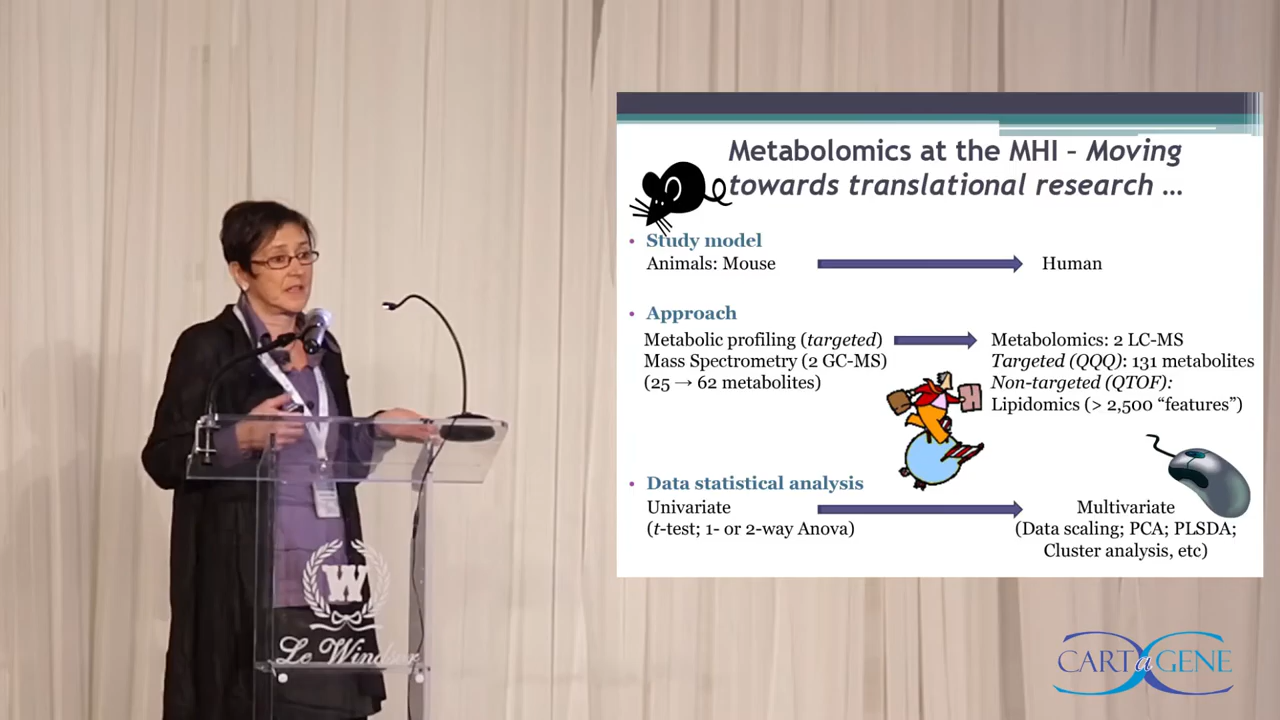 Metabolomics at the MHI – Moving
towards translational research …
• Study model
Animals: Mouse
Human
• Approach
Metabolic profiling (targeted)
Mass Spectrometry (2 GC-MS)
(25 → 62 metabolites)
Metabolomics: 2 LC-MS
Targeted (QQQ): 131 metabolites
Non-targeted (QTOF):
Lipidomics (> 2,500 “features”)
• Data statistical analysis
Univariate
(t-test; 1- or 2-way Anova)
Multivariate
(Data scaling; PCA; PLSDA;
Cluster analysis, etc)
W
Le Windsor
CARTaGENE